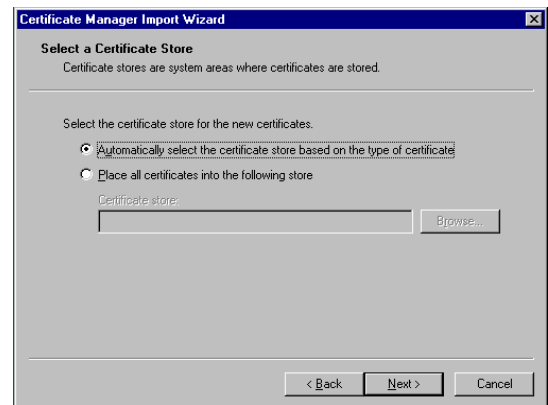 Certificate Manager Import Wizard
Select a Certificate Store
Certificate stores are system areas where certificates are stored.
Select the certificate store for the new certificates.
Automatically select the certificate store based on the type of certificate
Place all certificates into the following store
Certificate store:
Browse...
< Back Next > Cancel